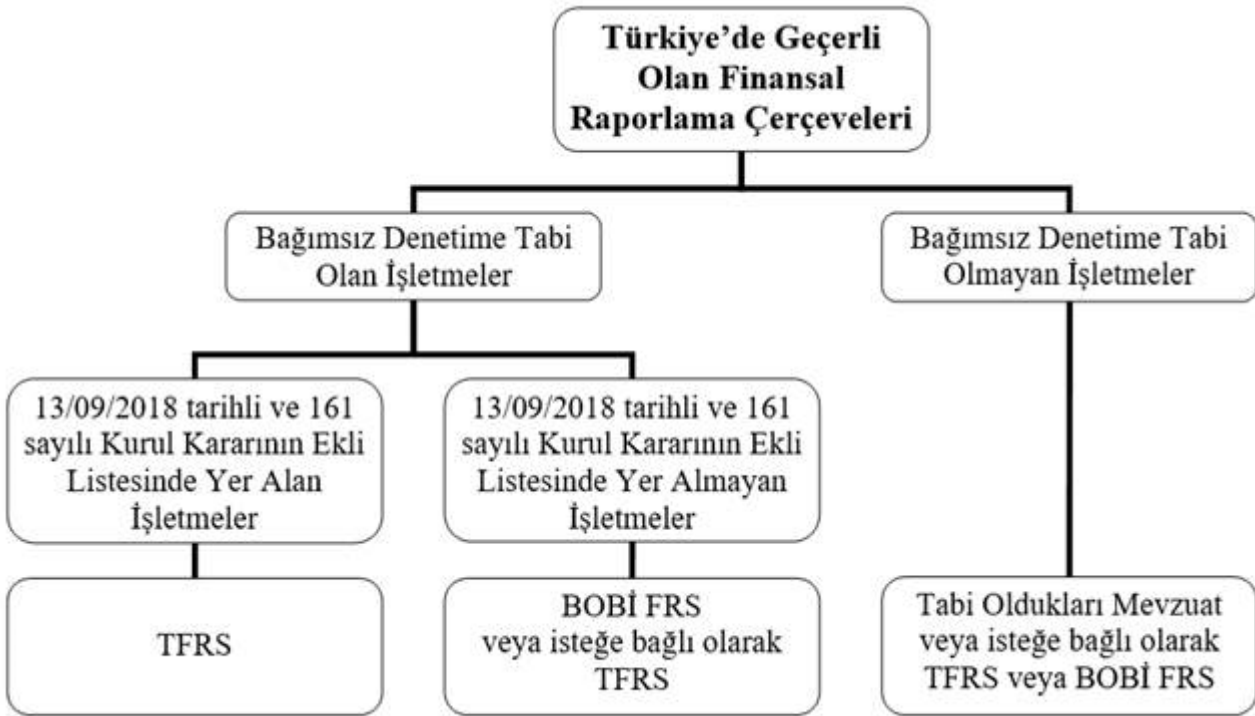 Türkiye’de Geçerli
Olan Finansal
Raporlama Çerçeveleri
Bağımsız Denetime Tabi
Olan İşletmeler
Bağımsız Denetime Tabi
Olmayan İşletmeler
13/09/2018 tarihli ve 161
sayılı Kurul Kararının Ekli
Listesinde Yer Alan
İşletmeler
13/09/2018 tarihli ve 161
sayılı Kurul Kararının Ekli
Listesinde Yer Almayan
İşletmeler
TFRS
BOBİ FRS
veya isteğe bağlı olarak
TFRS
Tabi Oldukları Mevzuat
veya isteğe bağlı olarak
TFRS veya BOBİ FRS